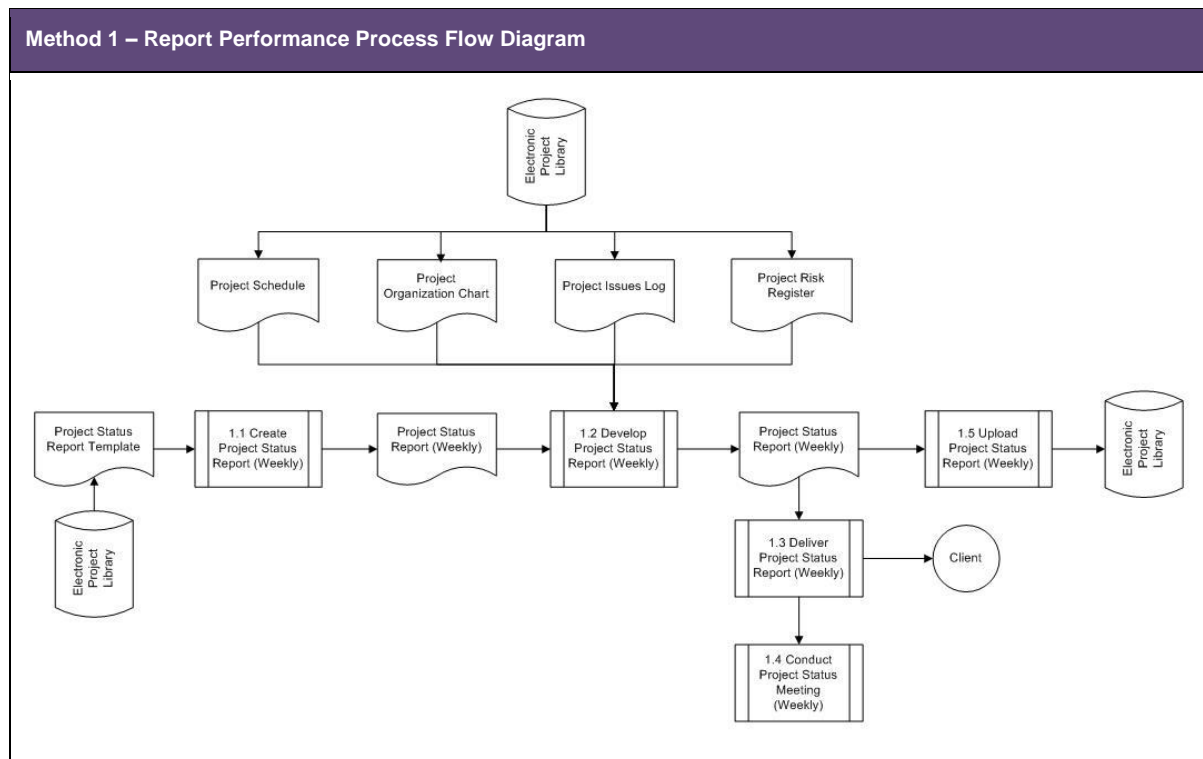 Method 1 – Report Performance Process Flow Diagram
Electronic
Project
Library
Project Schedule
Project
Organization Chart
Project Issues Log
Project Risk
Register
Project Status
Report Template
1.1 Create
Project Status
Report (Weekly)
Project Status
Report (Weekly)
1.2 Develop
Project Status
Report (Weekly)
Project Status
Report (Weekly)
1.5 Upload
Project Status
Report (Weekly)
Electronic
Project
Library
Electronic
Project
Library
1.3 Deliver
Project Status
Report (Weekly)
Client
1.4 Conduct
Project Status
Meeting
(Weekly)